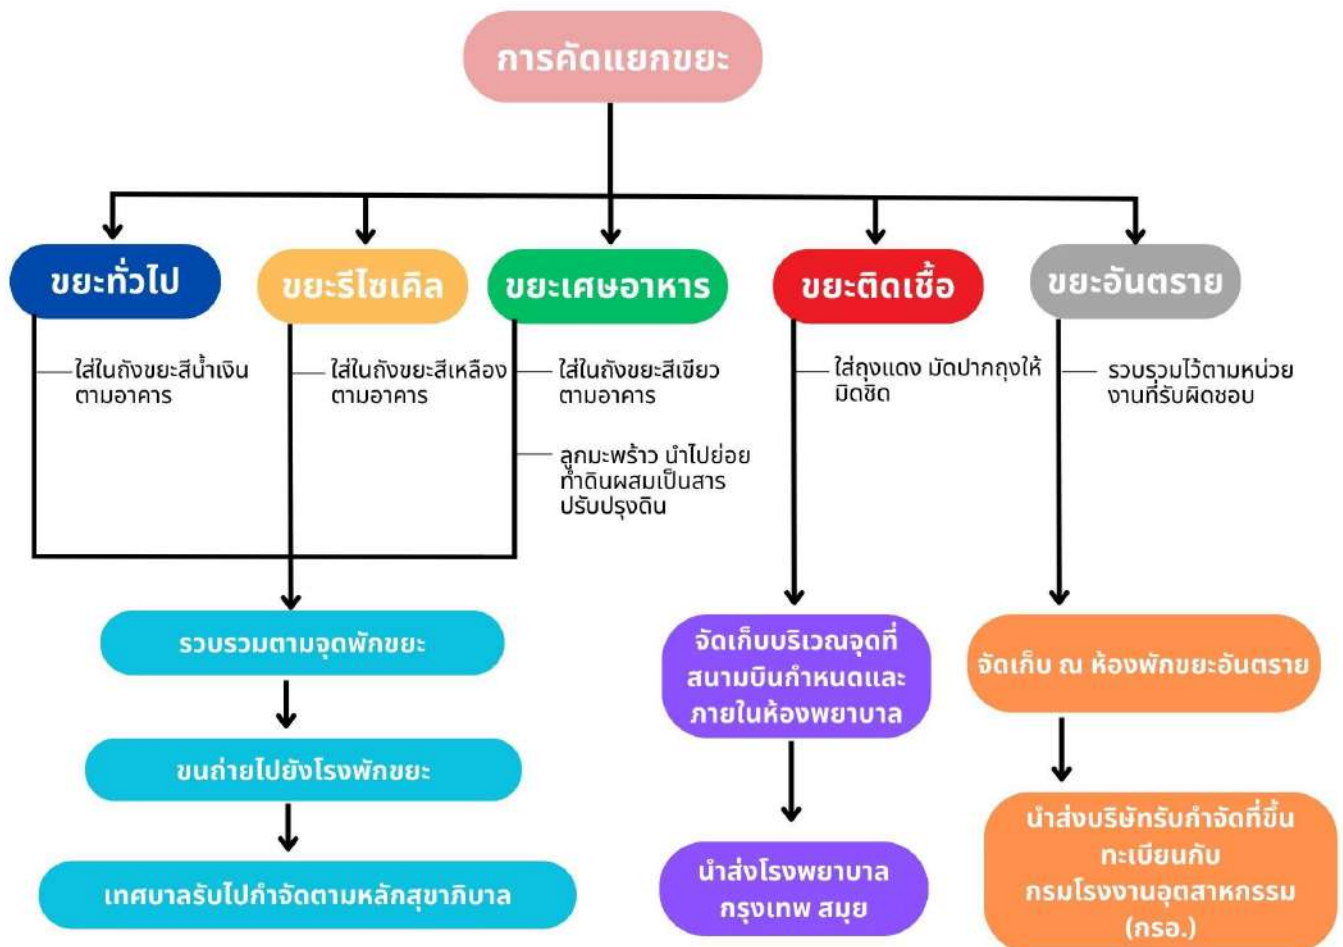 การคัดแยกขยะ
ขยะทั่วไป
ขยะรีไซเคิล
ขยะเศษอาหาร
ขยะติดเชื้อ
ขยะอันตราย
ใส่ในถังขยะสีน้ำเงิน
ตามอาคาร
ใส่ในถังขยะสีเหลือง
ตามอาคาร
ใส่ในถังขยะสีเขียว
ตามอาคาร
ลูกมะพร้าว นำไปย่อย
ทำดินผสมเป็นสาร
ปรับปรุงดิน
ใส่ถุงแดง มัดปากถุงให้
มิดชิด
รวบรวมไว้ตามหน่วย
งานที่รับผิดชอบ
รวบรวมตามจุดพักขยะ
ขนถ่ายไปยังโรงพักขยะ
เทศบาลรับไปกำจัดตามหลักสุขาภิบาล
จัดเก็บบริเวณจุดที่
สนามบินกำหนดและ
ภายในห้องพยาบาล
นำส่งโรงพยาบาล
กรุงเทพ สมุย
จัดเก็บ ณ ห้องพักขยะอันตราย
นำส่งบริษัทรับกำจัดที่ขึ้น
ทะเบียนกับ
กรมโรงงานอุตสาหกรรม
(กรอ.)